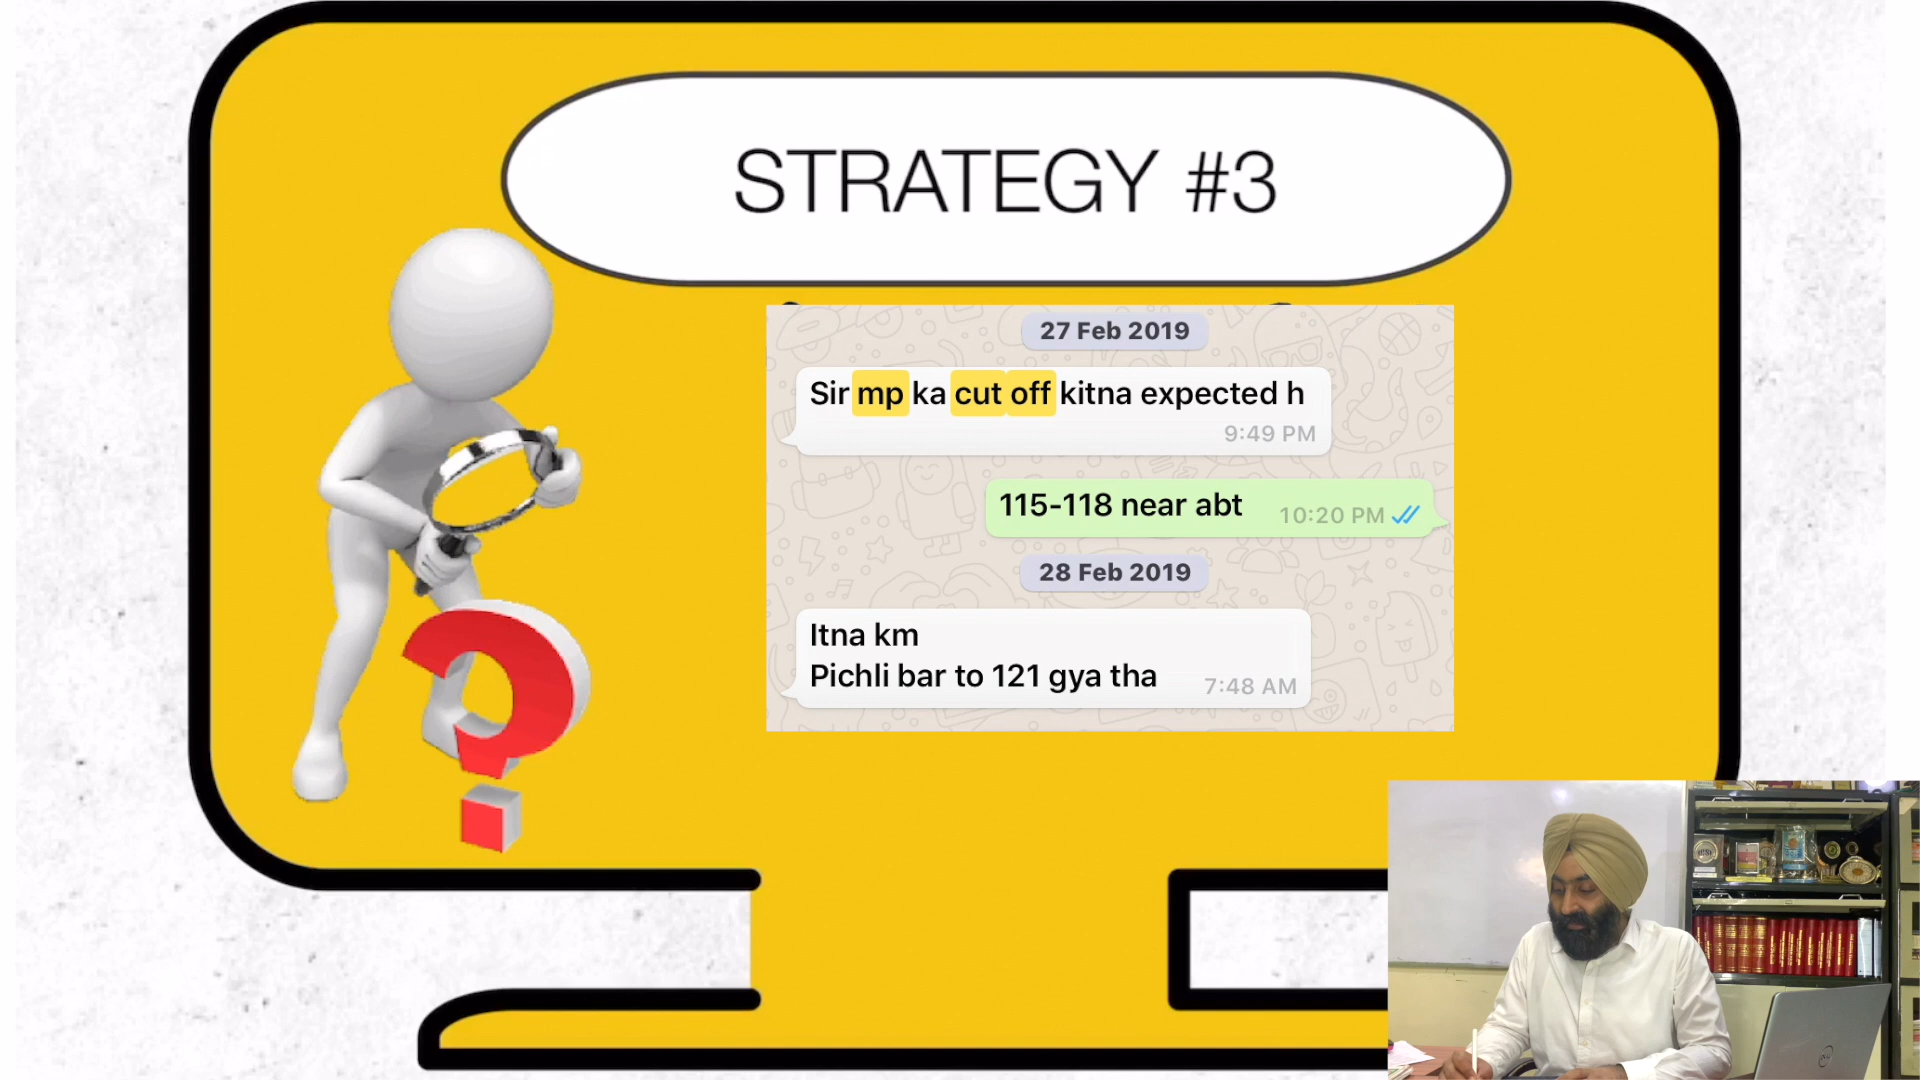 STRATEGY #3
27 Feb 2019
Sir mp ka cut off kitna expected h
9:49 PM
115-118 near abt 10:20 PM
28 Feb 2019
Itna km
Pichli bar to 121 gya tha 7:48 AM